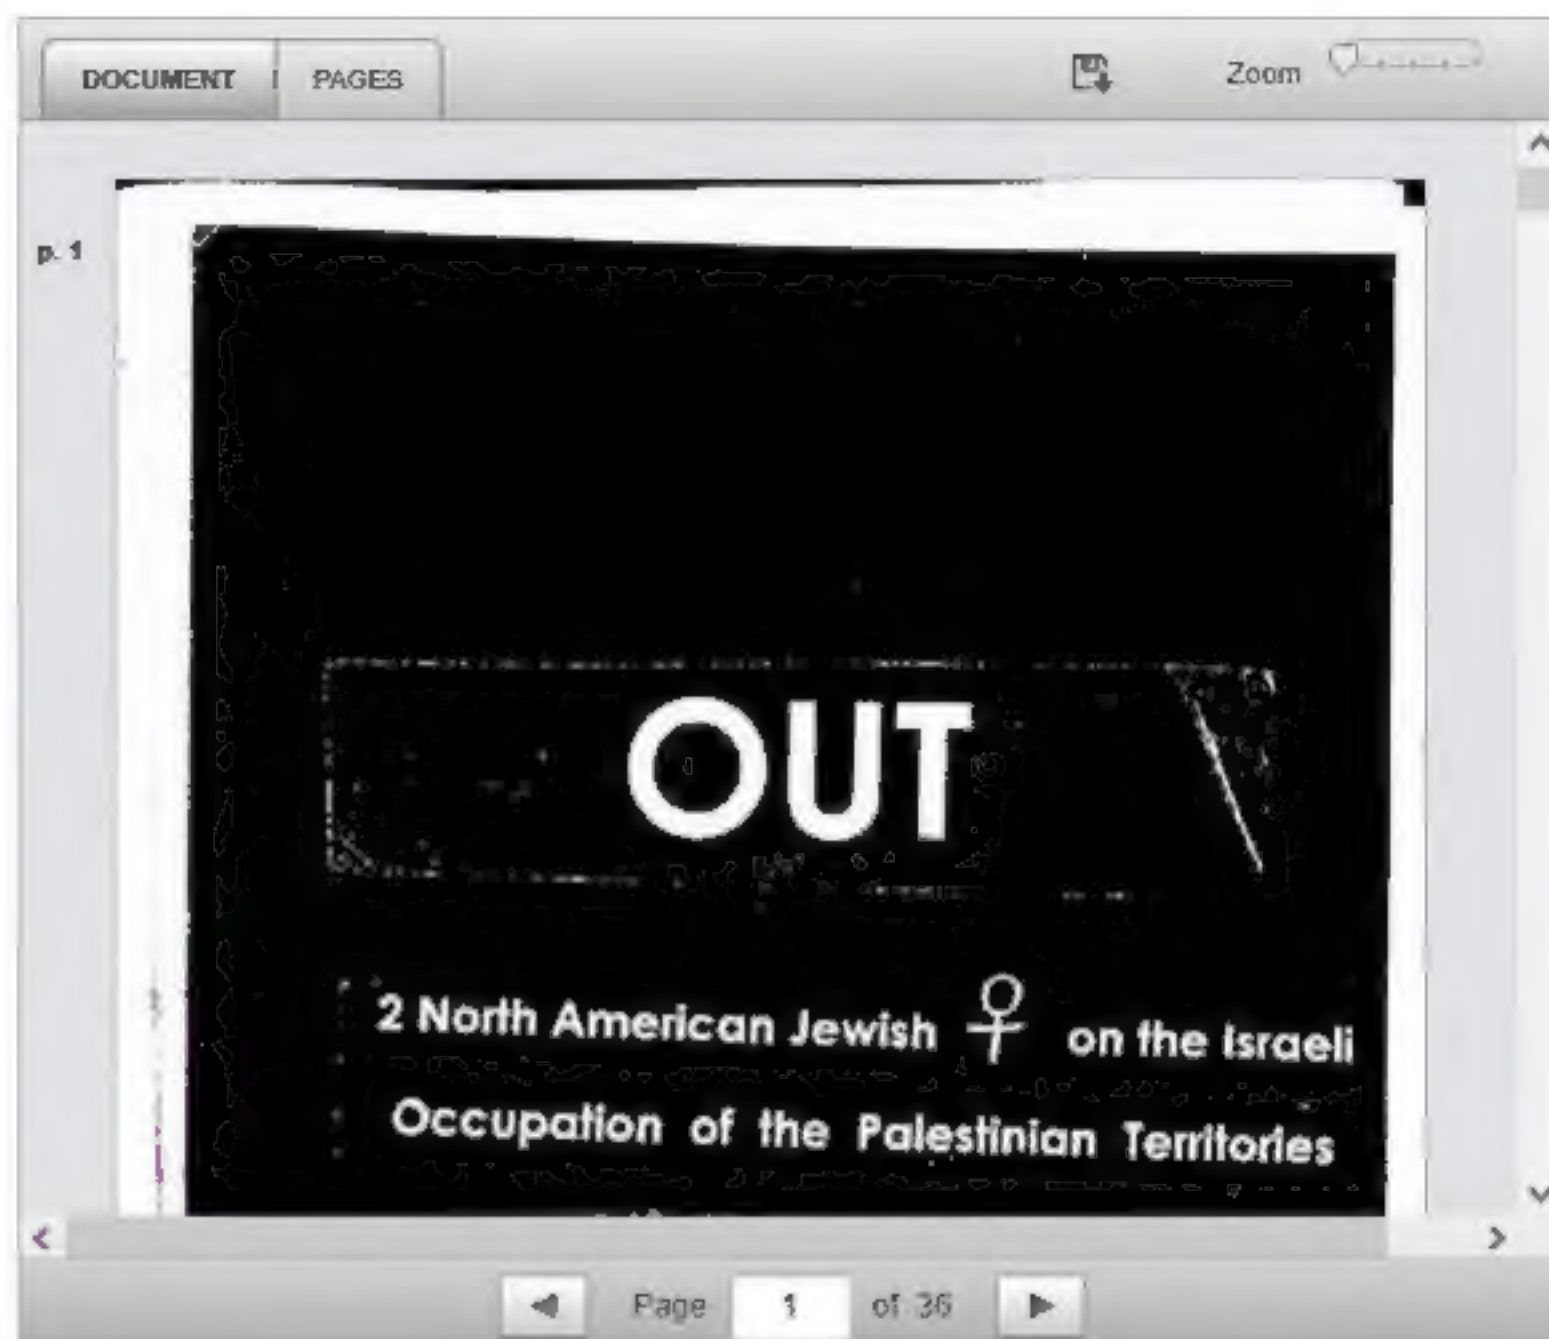 DOCUMENT PAGES Zoom
p. 1
OUT
2 North American Jewish ♀ on the Israeli
Occupation of the Palestinian Territories
Page 1 of 36